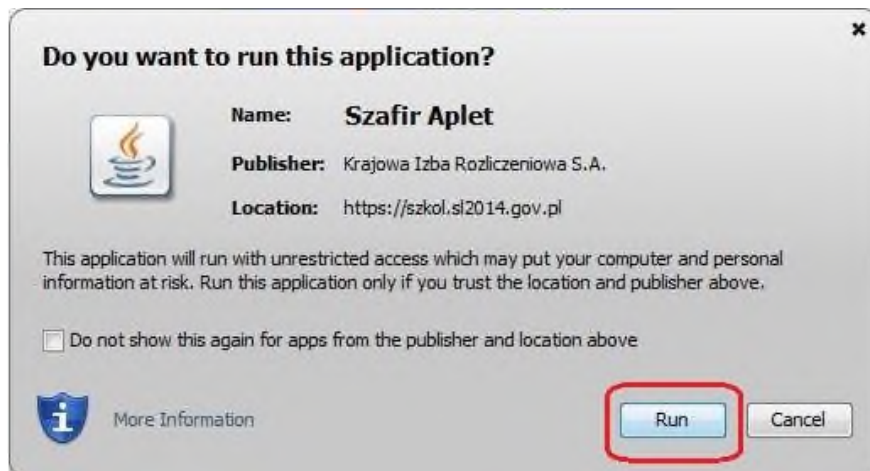 Do you want to run this application?
Name: Szafir Aplet
Publisher: Krajowa Izba Rozliczeniowa S.A.
Location: https://szkol.sl2014.gov.pl
This application will run with unrestricted access which may put your computer and personal
information at risk. Run this application only if you trust the location and publisher above.
Do not show this again for apps from the publisher and location above
More Information
Run Cancel